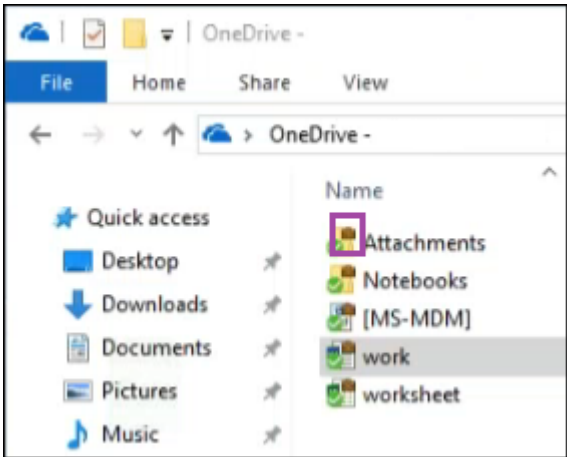 OneDrive -
File Home Share View
OneDrive -
Name
Quick access
Attachments
Desktop
Notebooks
Downloads
[MS-MDM]
Documents
work
Pictures
worksheet
Music